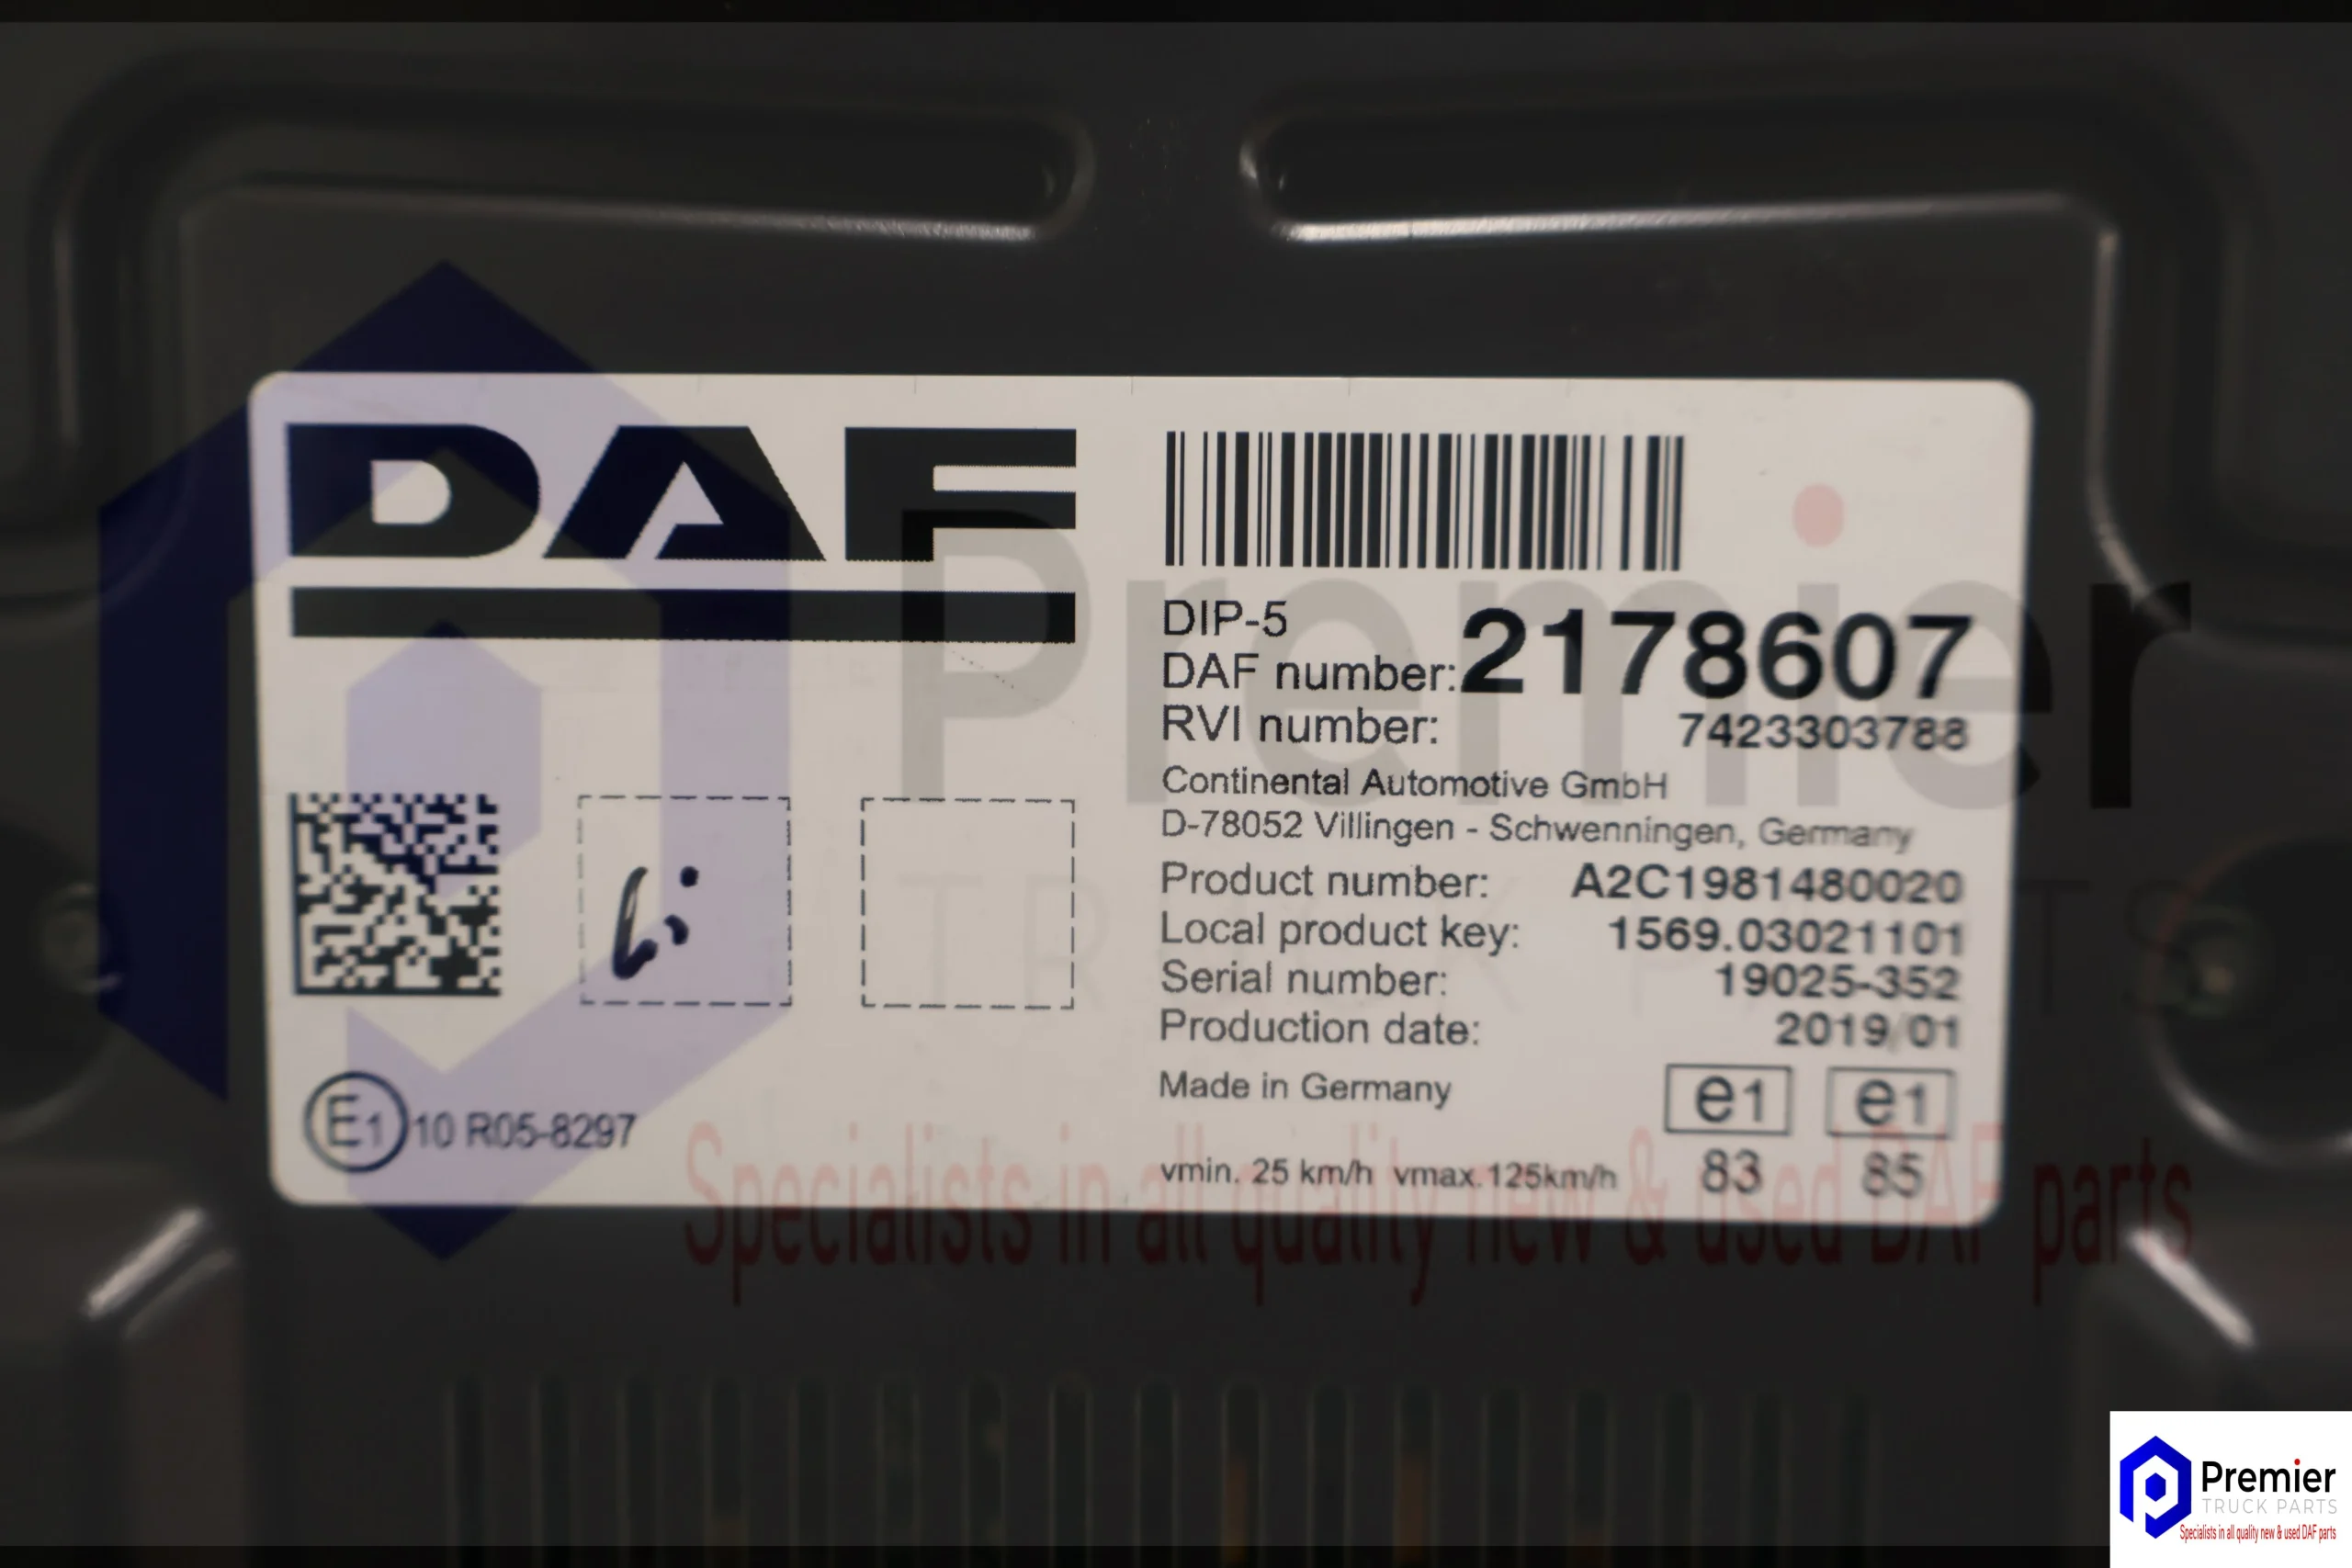 DAF
DIP-5
DAF number: 2178607
RVI number: 7423303788
Continental Automotive GmbH
D-78052 Villingen - Schwenningen, Germany
Product number: A2C1981480020
Local product key: 1569.03021101
Serial number: 19025-352
Production date: 2019/01
Made in Germany
e1 e1
83 85
vmin. 25 km/h vmax.125km/h
E1 10 R05-8297
Premier
TRUCK PARTS
Specialists in all quality new & used DAF parts
Premier
TRUCK PARTS
Specialists in all quality new & used DAF parts